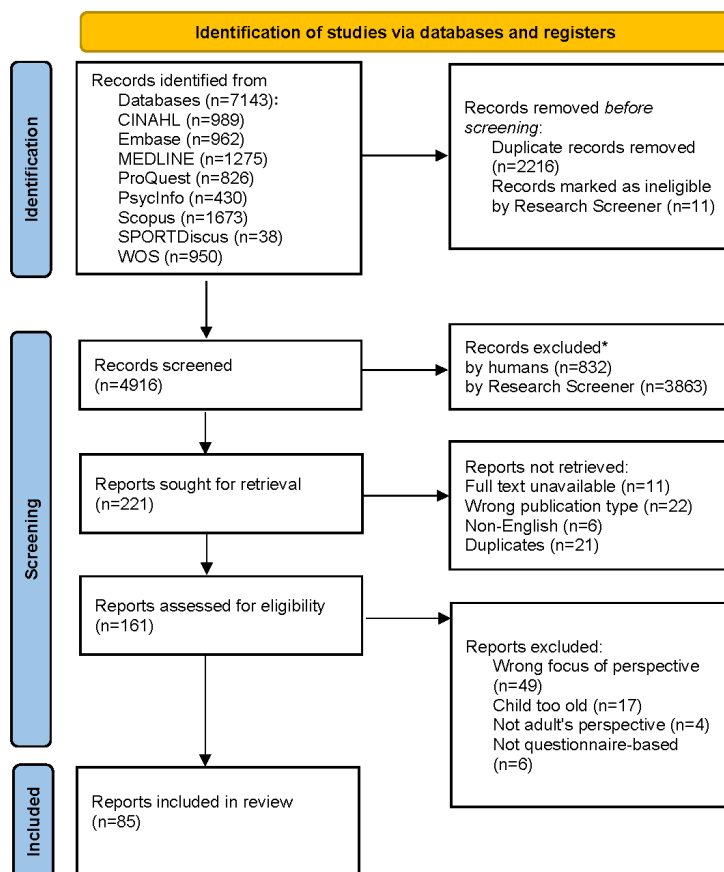 Identification of studies via databases and registers
Identification
Records identified from
Databases (n=7143):
CINAHL (n=989)
Embase (n=962)
MEDLINE (n=1275)
ProQuest (n=826)
PsycInfo (n=430)
Scopus (n=1673)
SPORTDiscus (n=38)
WOS (n=950)
Records removed before
screening:
Duplicate records removed
(n=2216)
Records marked as ineligible
by Research Screener (n=11)
Screening
Records screened
(n=4916)
Records excluded*
by humans (n=832)
by Research Screener (n=3863)
Reports sought for retrieval
(n=221)
Reports not retrieved:
Full text unavailable (n=11)
Wrong publication type (n=22)
Non-English (n=6)
Duplicates (n=21)
Reports assessed for eligibility
(n=161)
Reports excluded:
Wrong focus of perspective
(n=49)
Child too old (n=17)
Not adult's perspective (n=4)
Not questionnaire-based
(n=6)
Included
Reports included in review
(n=85)